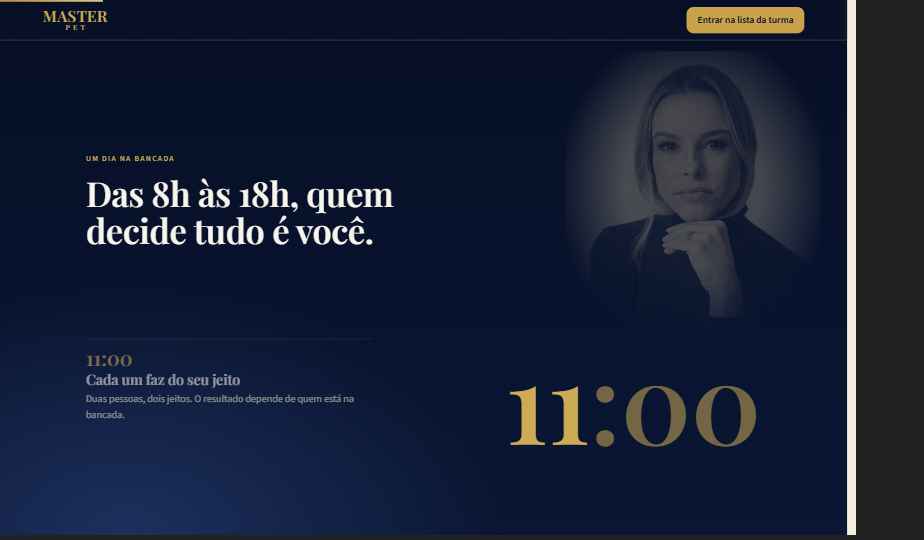 MASTER
PET
Entrar na lista da turma
UM DIA NA BANCADA
Das 8h às 18h, quem
decide tudo é você.
11:00
Cada um faz do seu jeito
Duas pessoas, dois jeitos. O resultado depende de quem está na
bancada.
11:00